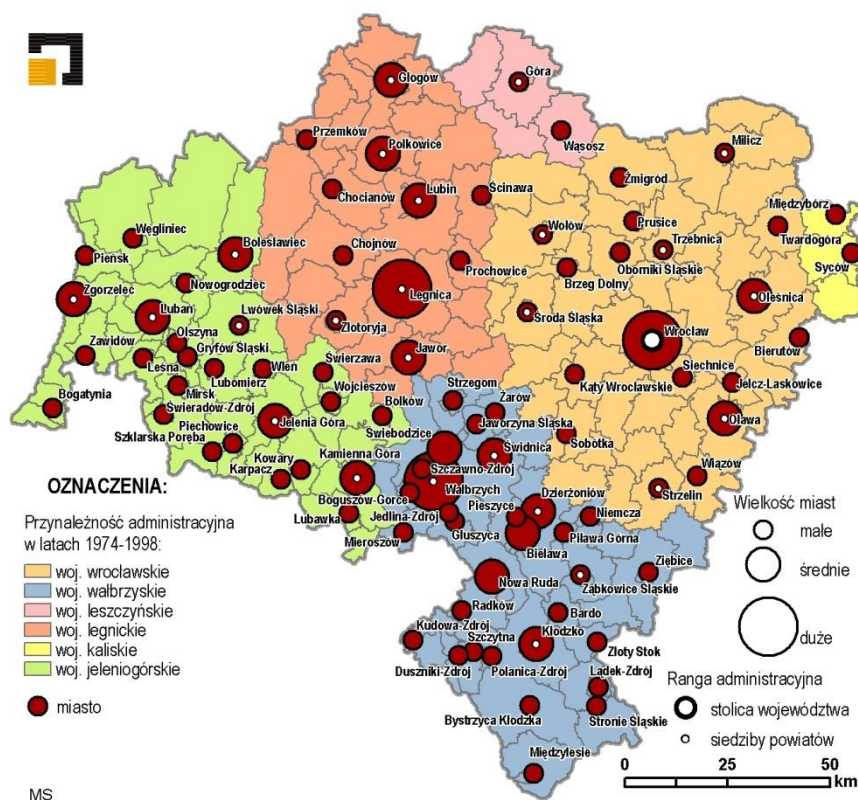 Głogów
Góra
Przemków
Polkowice
Wąsosz
Milicz
Żmigród
Chocianów
Lubin
Ścinawa
Międzybórz
Prusice
Twardogóra
Węgliniec
Wołów
Trzebnica
Bolesławiec
Pieńsk
Chojnów
Prochowice
Oborniki Śląskie
Syców
Brzeg Dolny
Nowogrodziec
Legnica
Oleśnica
Zgorzelec
Lubań
Lwówek Śląski
Złotoryja
Środa Śląska
Wrocław
Olszyna
Zawidów
Gryfów Śląski
Jawor
Bierutów
Leśna
Wleń
Świerzawa
Siechnice
Lubomierz
Kąty Wrocławskie
Jelcz-Laskowice
Mirsk
Wojcieszów
Strzegom
Żarów
Bogatynia
Świeradów-Zdrój
Bolków
Jaworzyna Śląska
Oława
Piechowice
Jelenia Góra
Świebodzice
Szklarska Poręba
Sobótka
Kowary
Kamienna Góra
Świdnica
Karpacz
Szczawno-Zdrój
Wiązów
Wałbrzych
Strzelin
Boguszów-Gorce
Dzierżoniów
Lubawka
Jedlina-Zdrój
Pieszyce
Niemcza
Głuszyca
Piława Górna
Mieroszów
Bielawa
Ziębice
Nowa Ruda
Ząbkowice Śląskie
Radków
Bardo
Kudowa-Zdrój
Kłodzko
Szczytna
Złoty Stok
Duszniki-Zdrój
Polanica-Zdrój
Lądek-Zdrój
Bystrzyca Kłodzka
Stronie Śląskie
Międzylesie
OZNACZENIA:
Przynależność administracyjna
w latach 1974-1998:
woj. wrocławskie
woj. wałbrzyskie
woj. leszczyńskie
woj. legnickie
woj. kaliskie
woj. jeleniogórskie
miasto
Wielkość miast
małe
średnie
duże
Ranga administracyjna
stolica województwa
siedziby powiatów
0 25 50
km
MS